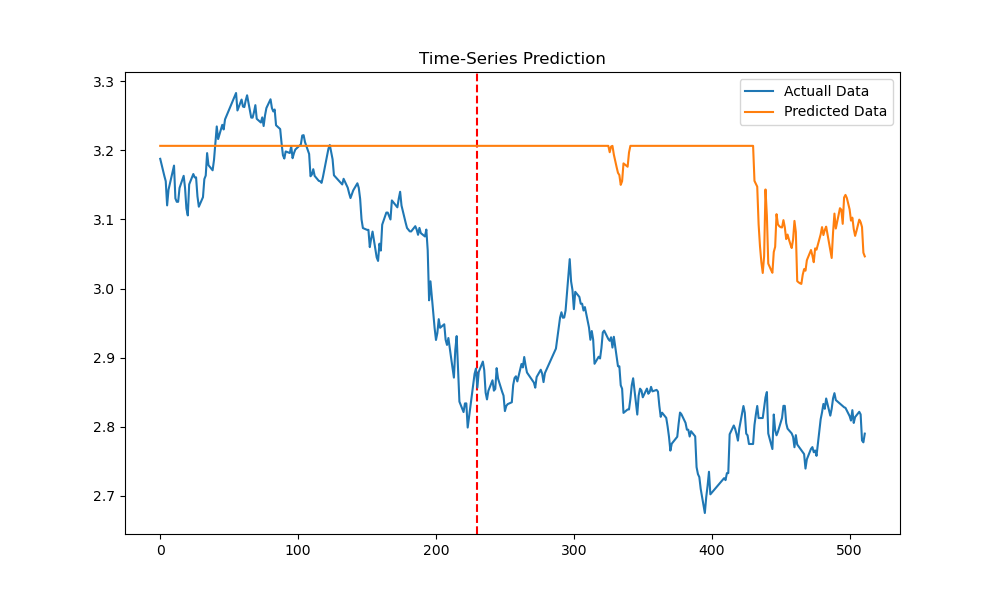 Time-Series Prediction
Actuall Data
Predicted Data
3.3
3.2
3.1
3.0
2.9
2.8
2.7
0 100 200 300 400 500